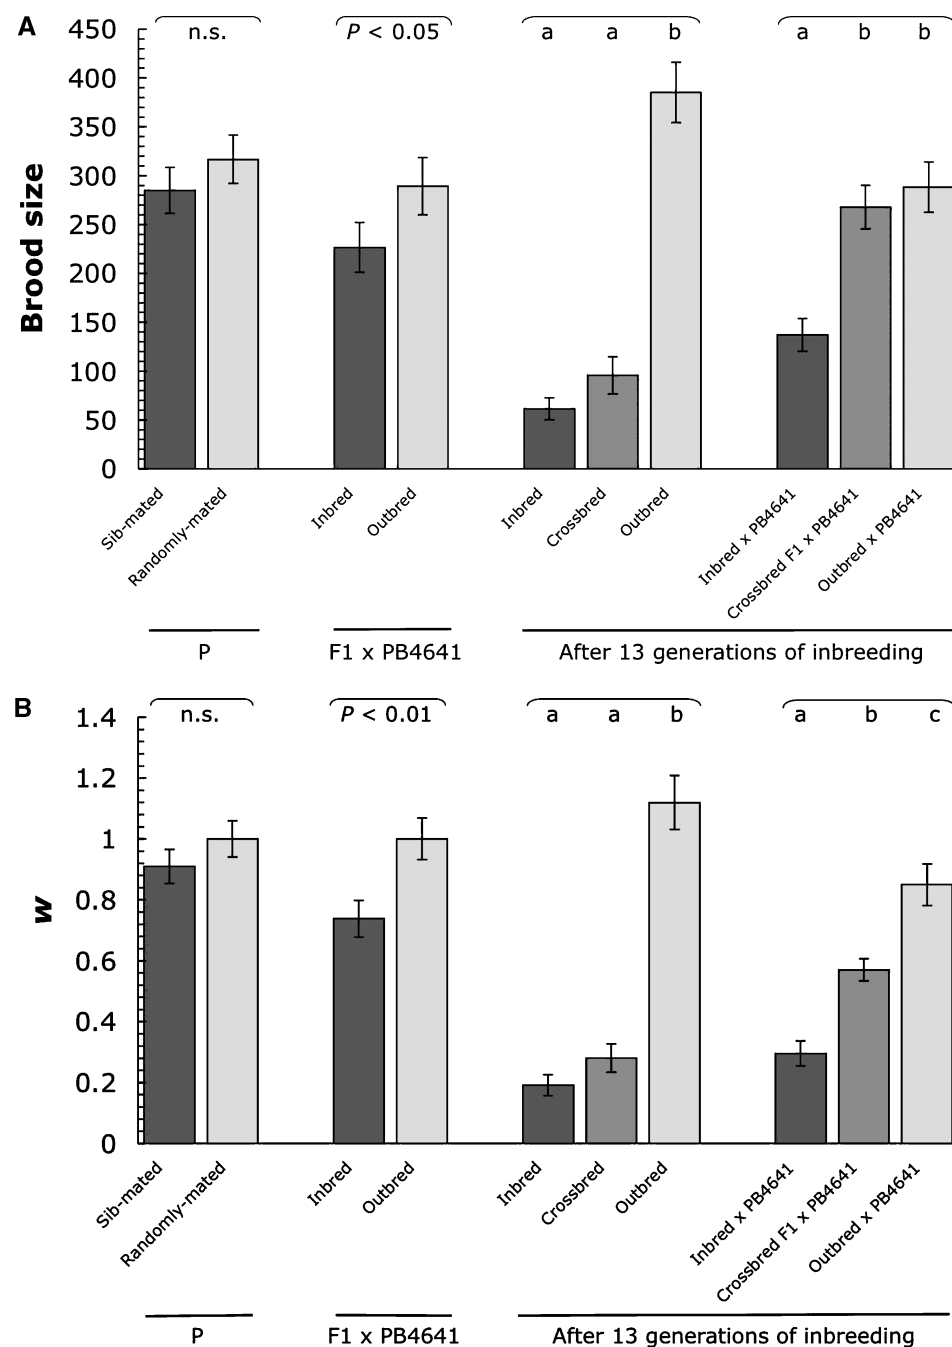 A
n.s.
P < 0.05
a a b
a b b
450
400
350
300
250
200
150
100
50
0
Brood size
Sib-mated
Randomly-mated
Inbred
Outbred
Inbred
Crossbred
Outbred
Inbred x PB4641
Crossbred F1 x PB4641
Outbred x PB4641
P
F1 x PB4641
After 13 generations of inbreeding
B
n.s.
P < 0.01
a a b
a b c
1.4
1.2
1
0.8
0.6
0.4
0.2
0
w
Sib-mated
Randomly-mated
Inbred
Outbred
Inbred
Crossbred
Outbred
Inbred x PB4641
Crossbred F1 x PB4641
Outbred x PB4641
P
F1 x PB4641
After 13 generations of inbreeding